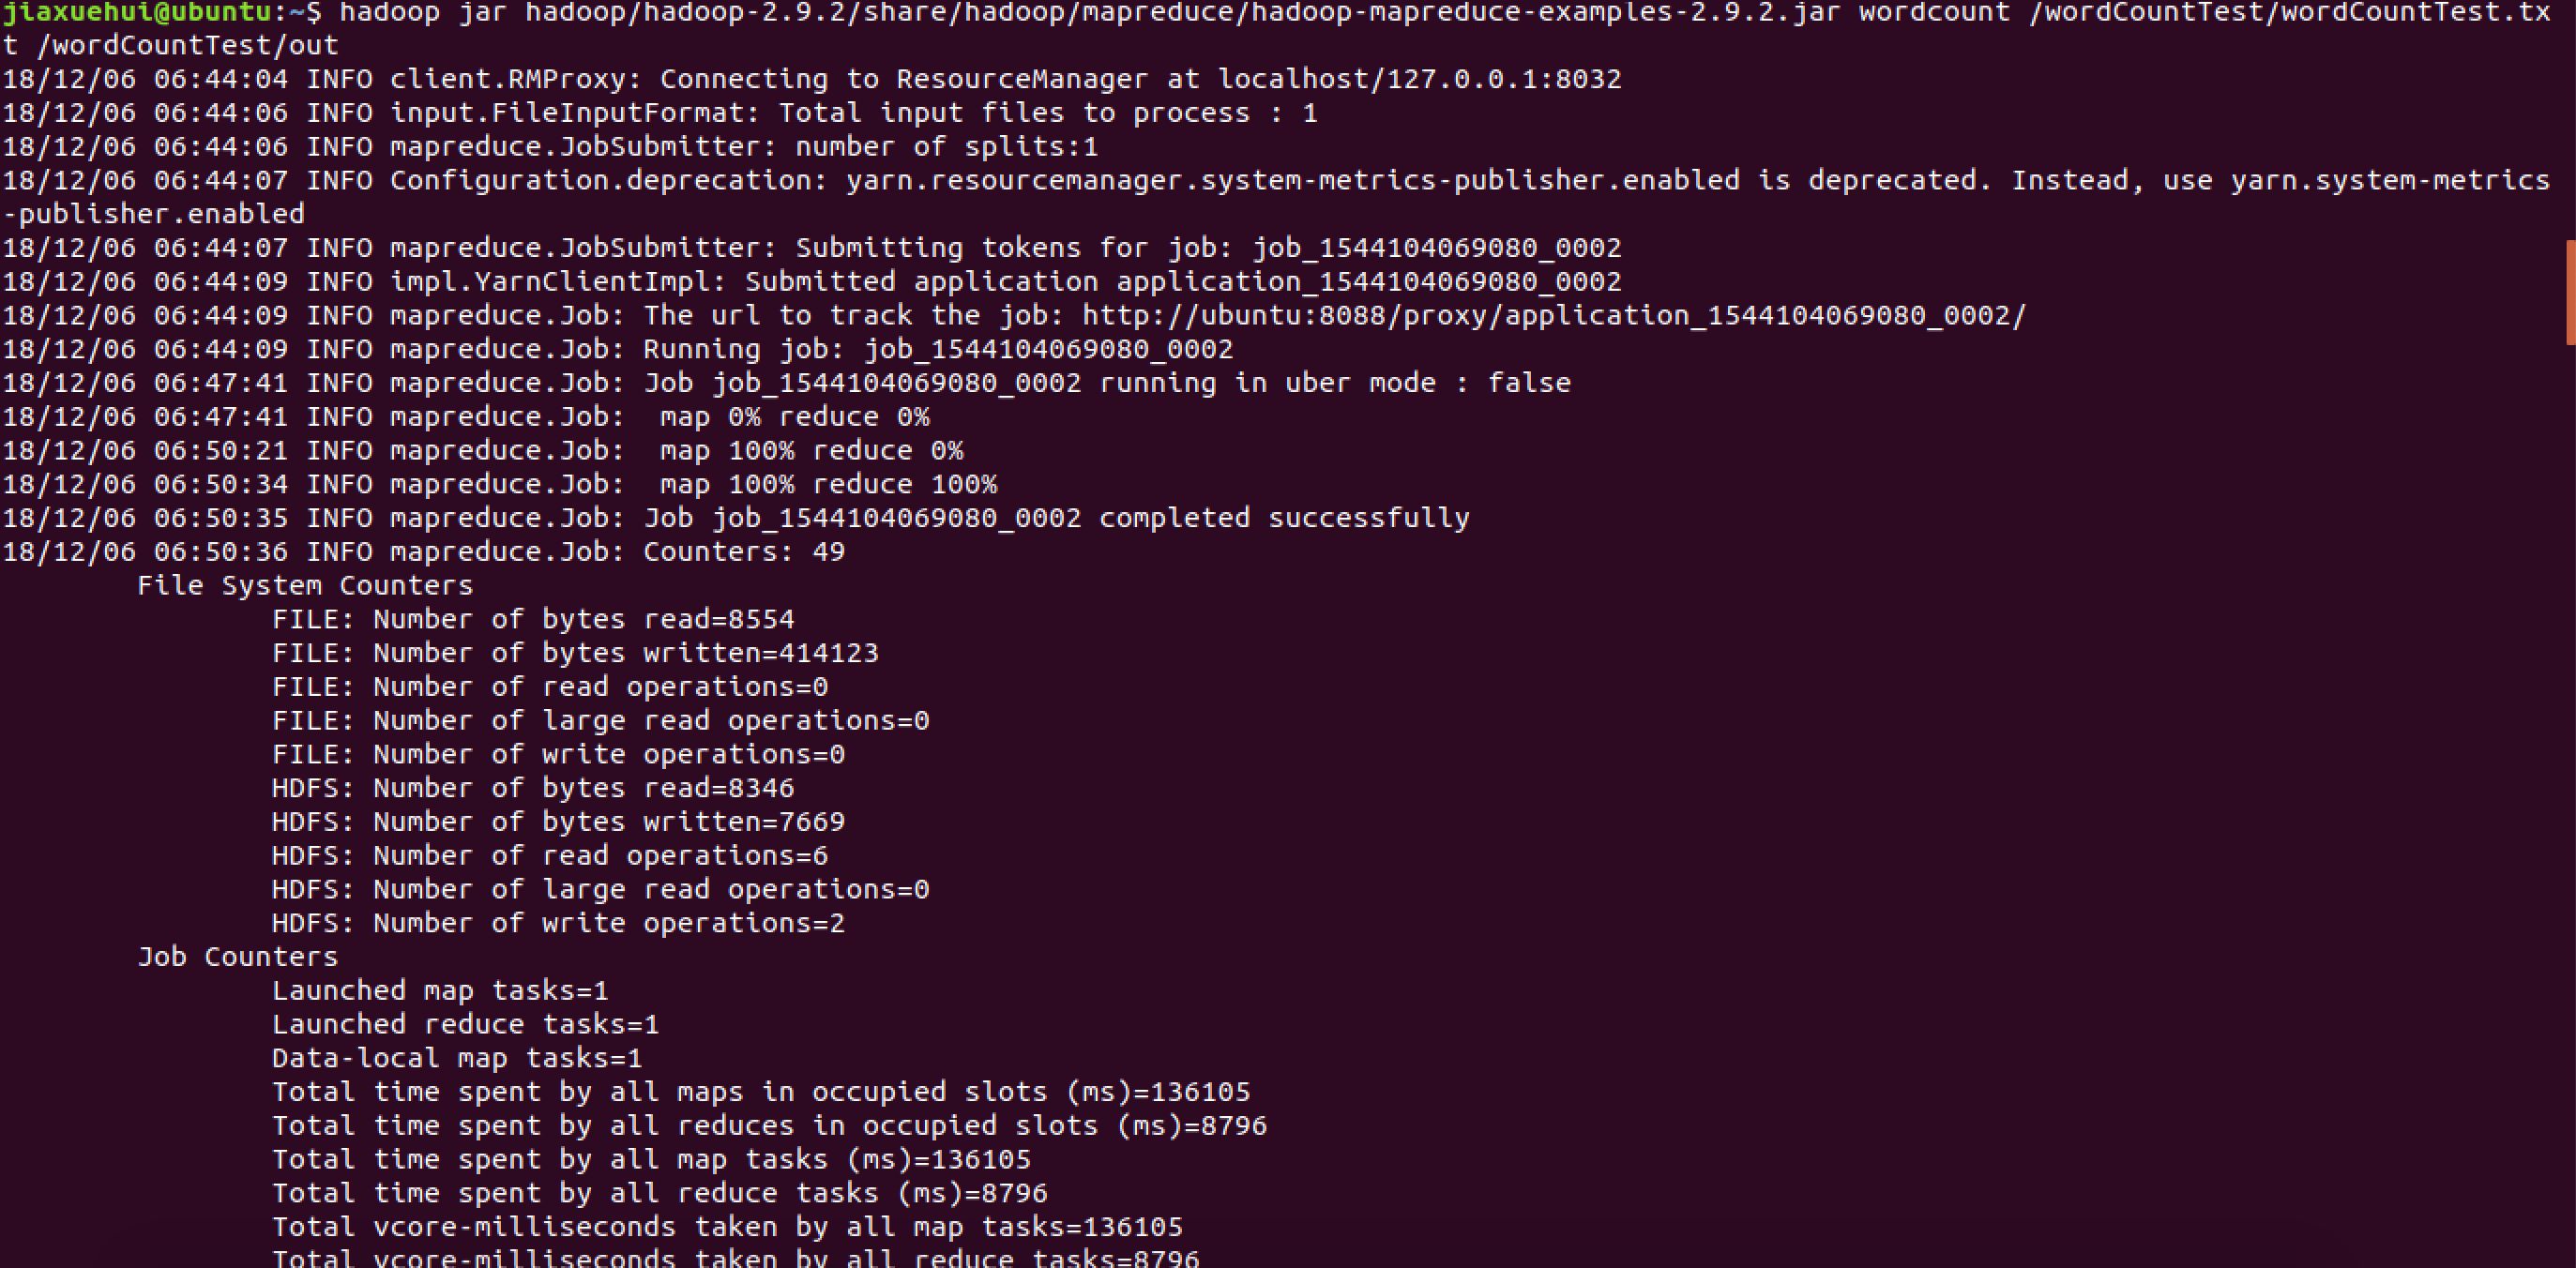 jiaxuehui@ubuntu:~$ hadoop jar hadoop/hadoop-2.9.2/share/hadoop/mapreduce/hadoop-mapreduce-examples-2.9.2.jar wordcount /wordCountTest/wordCountTest.tx
t /wordCountTest/out
18/12/06 06:44:04 INFO client.RMProxy: Connecting to ResourceManager at localhost/127.0.0.1:8032
18/12/06 06:44:06 INFO input.FileInputFormat: Total input files to process : 1
18/12/06 06:44:06 INFO mapreduce.JobSubmitter: number of splits:1
18/12/06 06:44:07 INFO Configuration.deprecation: yarn.resourcemanager.system-metrics-publisher.enabled is deprecated. Instead, use yarn.system-metrics
-publisher.enabled
18/12/06 06:44:07 INFO mapreduce.JobSubmitter: Submitting tokens for job: job_1544104069080_0002
18/12/06 06:44:09 INFO impl.YarnClientImpl: Submitted application application_1544104069080_0002
18/12/06 06:44:09 INFO mapreduce.Job: The url to track the job: http://ubuntu:8088/proxy/application_1544104069080_0002/
18/12/06 06:44:09 INFO mapreduce.Job: Running job: job_1544104069080_0002
18/12/06 06:47:41 INFO mapreduce.Job: Job job_1544104069080_0002 running in uber mode : false
18/12/06 06:47:41 INFO mapreduce.Job:  map 0% reduce 0%
18/12/06 06:50:21 INFO mapreduce.Job:  map 100% reduce 0%
18/12/06 06:50:34 INFO mapreduce.Job:  map 100% reduce 100%
18/12/06 06:50:35 INFO mapreduce.Job: Job job_1544104069080_0002 completed successfully
18/12/06 06:50:36 INFO mapreduce.Job: Counters: 49
File System Counters
FILE: Number of bytes read=8554
FILE: Number of bytes written=414123
FILE: Number of read operations=0
FILE: Number of large read operations=0
FILE: Number of write operations=0
HDFS: Number of bytes read=8346
HDFS: Number of bytes written=7669
HDFS: Number of read operations=6
HDFS: Number of large read operations=0
HDFS: Number of write operations=2
Job Counters
Launched map tasks=1
Launched reduce tasks=1
Data-local map tasks=1
Total time spent by all maps in occupied slots (ms)=136105
Total time spent by all reduces in occupied slots (ms)=8796
Total time spent by all map tasks (ms)=136105
Total time spent by all reduce tasks (ms)=8796
Total vcore-milliseconds taken by all map tasks=136105
Total vcore-milliseconds taken by all reduce tasks=8796